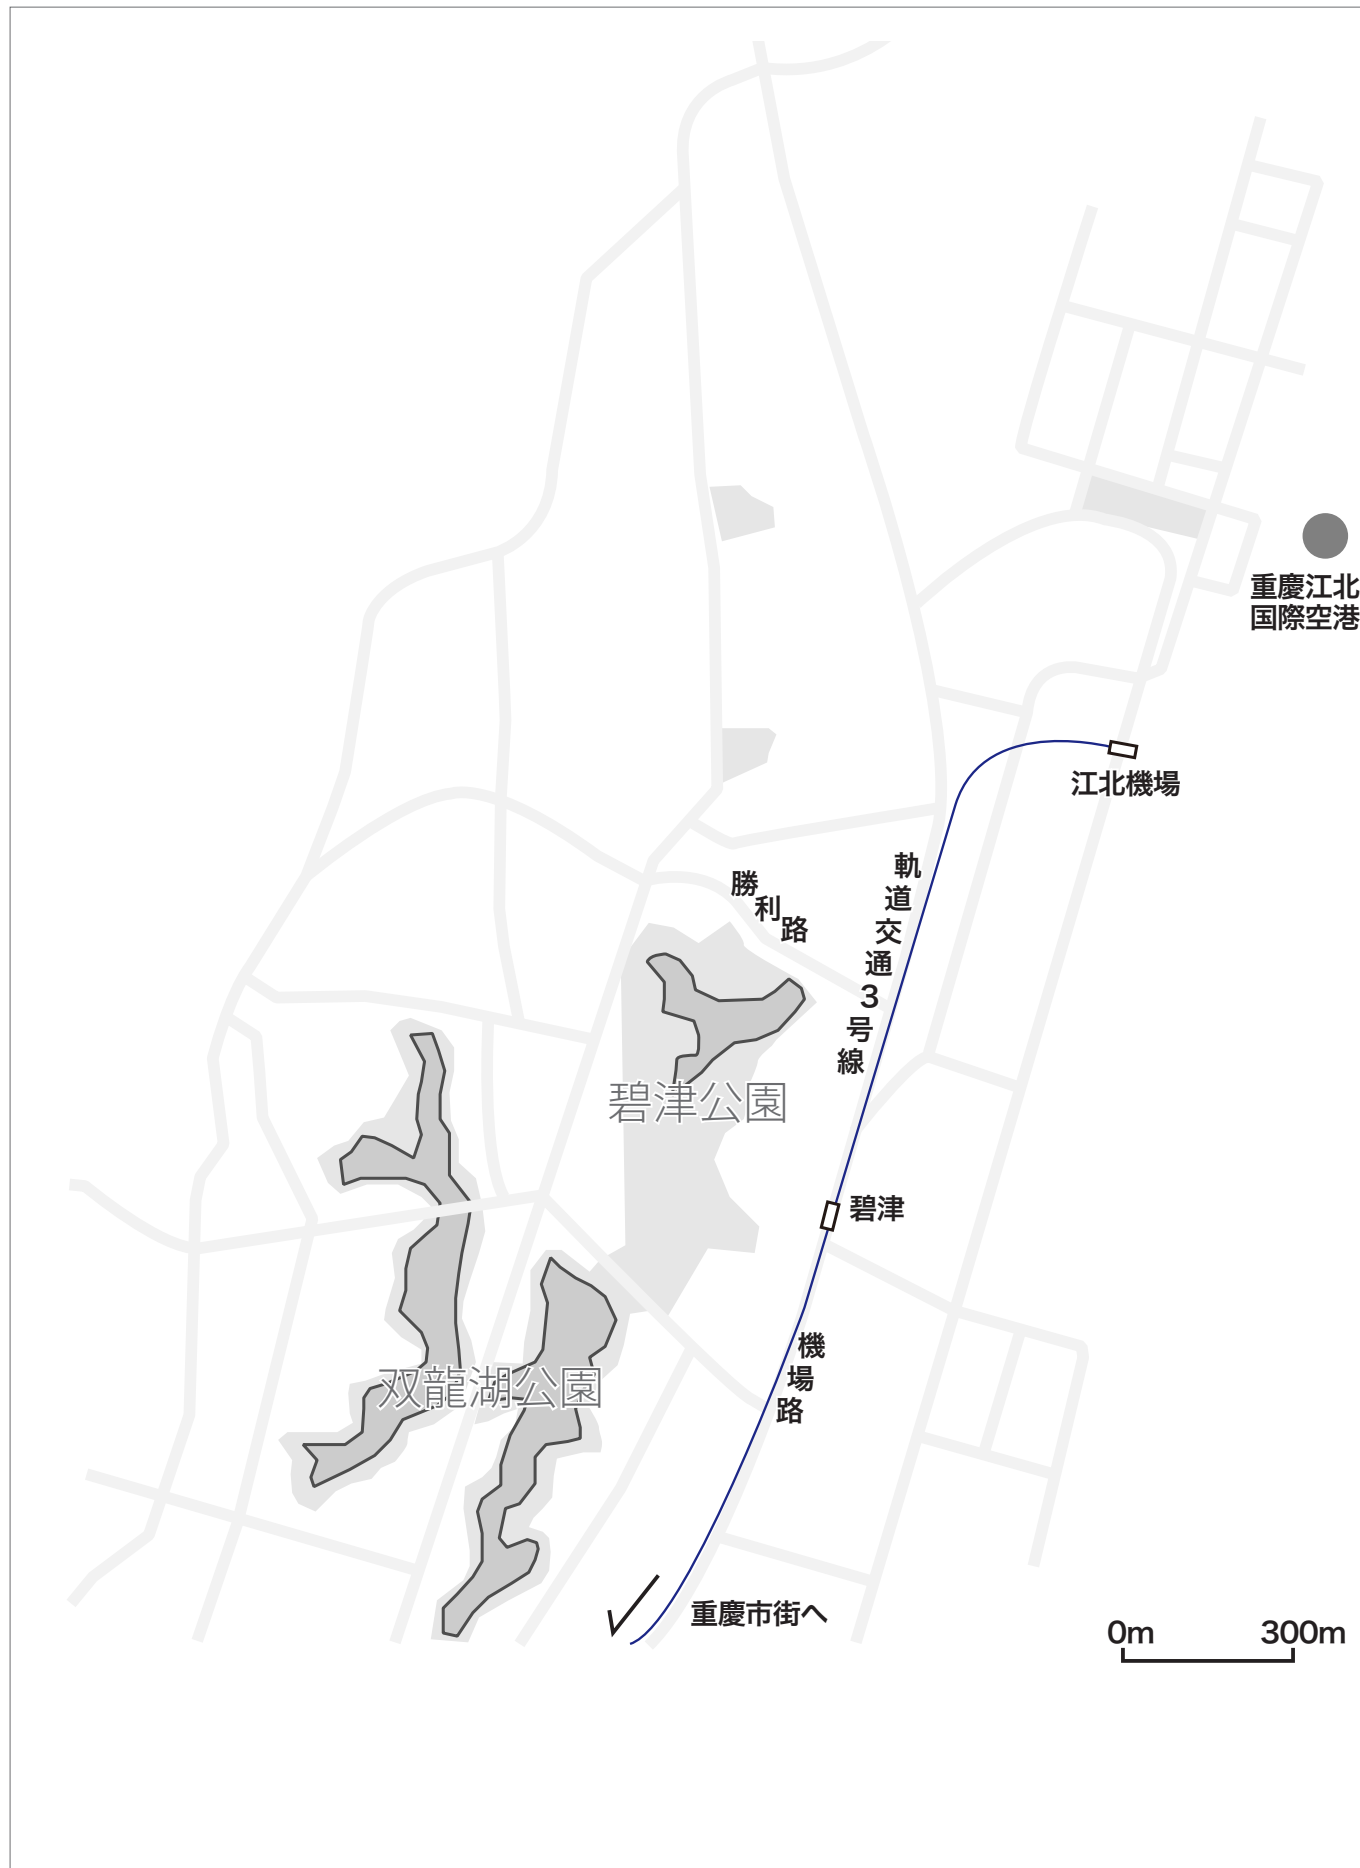 重慶江北
国際空港
江北機場
勝利路
軌道交通3号線
碧津公園
碧津
機場路
双龍湖公園
重慶市街へ
0m 300m